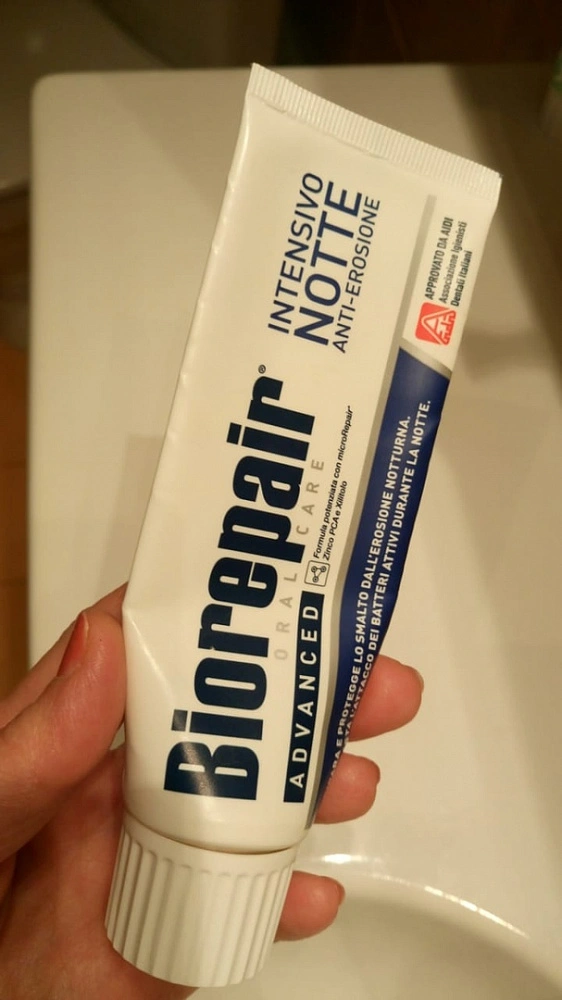 Biorepair®
ORAL CARE
ADVANCED
Formula potenziata con microRepair®
Zinco PCA e Xilitolo
INTENSIVO
NOTTE
ANTI-EROSIONE
APPROVATO DA AIDI
Associazione Igienisti
Dentali Italiani
E PROTEGGE LO SMALTO DALL'EROSIONE NOTTURNA.
L'ATTACCO DEI BATTERI ATTIVI DURANTE LA NOTTE.